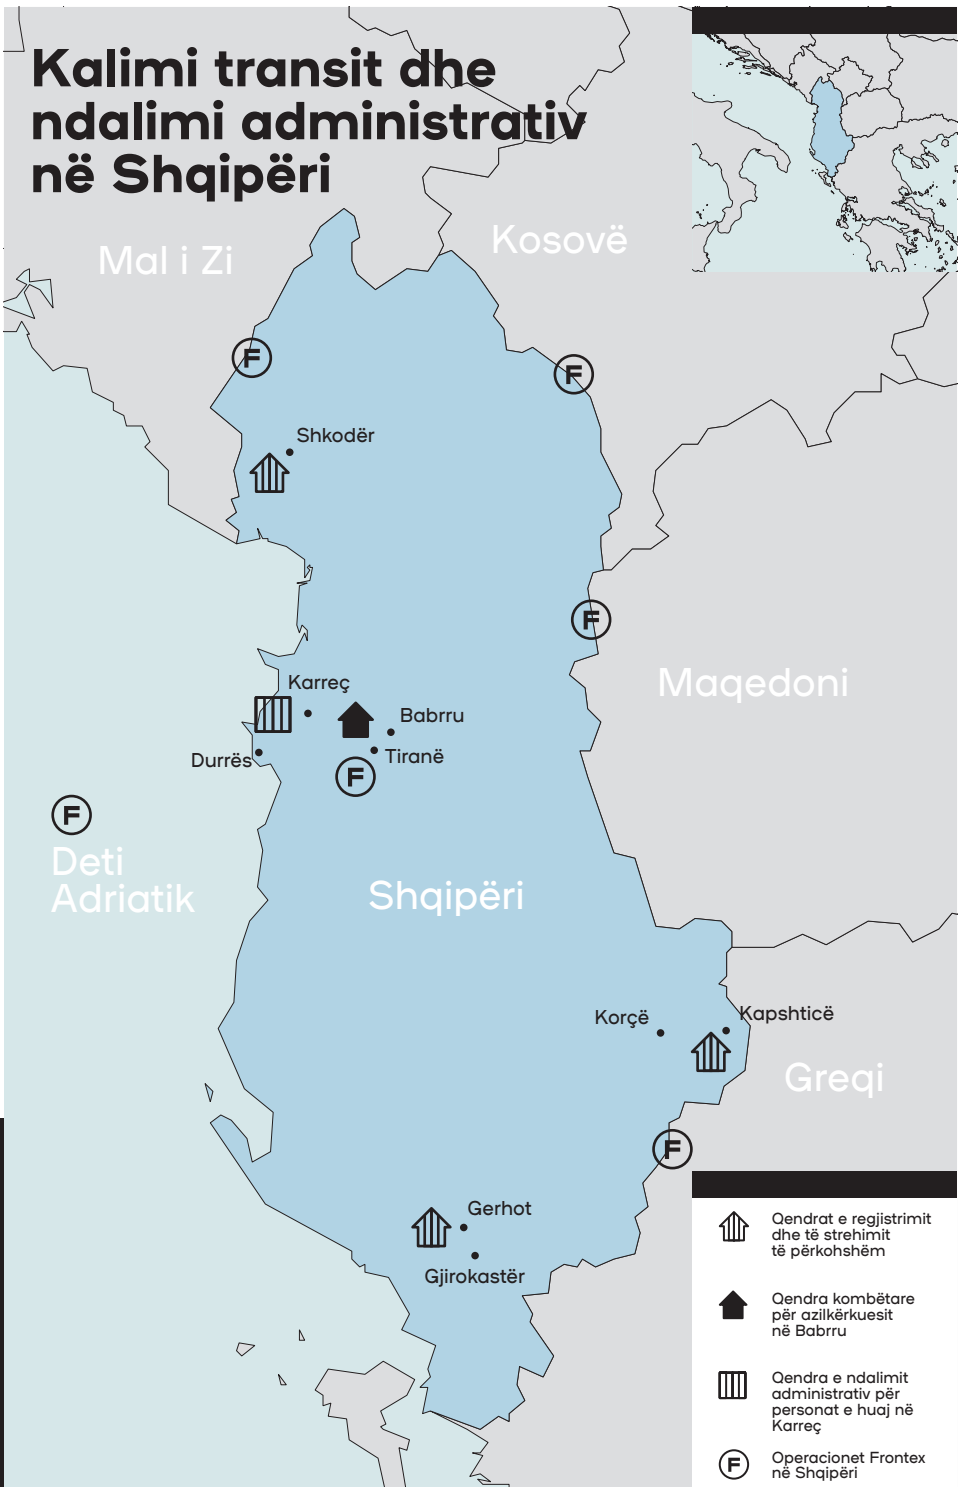 Kalimi transit dhe
ndalimi administrativ
në Shqipëri
Mal i Zi
Kosovë
F
F
Shkodër
F
Maqedoni
Karreç
Babrru
Durrës
Tiranë
F
F
Deti
Adriatik
Shqipëri
Korçë
Kapshticë
Greqi
F
Gerhot
Gjirokastër
Qendrat e regjistrimit
dhe të strehimit
të përkohshëm
Qendra kombëtare
për azilkërkuesit
në Babrru
Qendra e ndalimit
administrativ për
personat e huaj në
Karreç
F
Operacionet Frontex
në Shqipëri